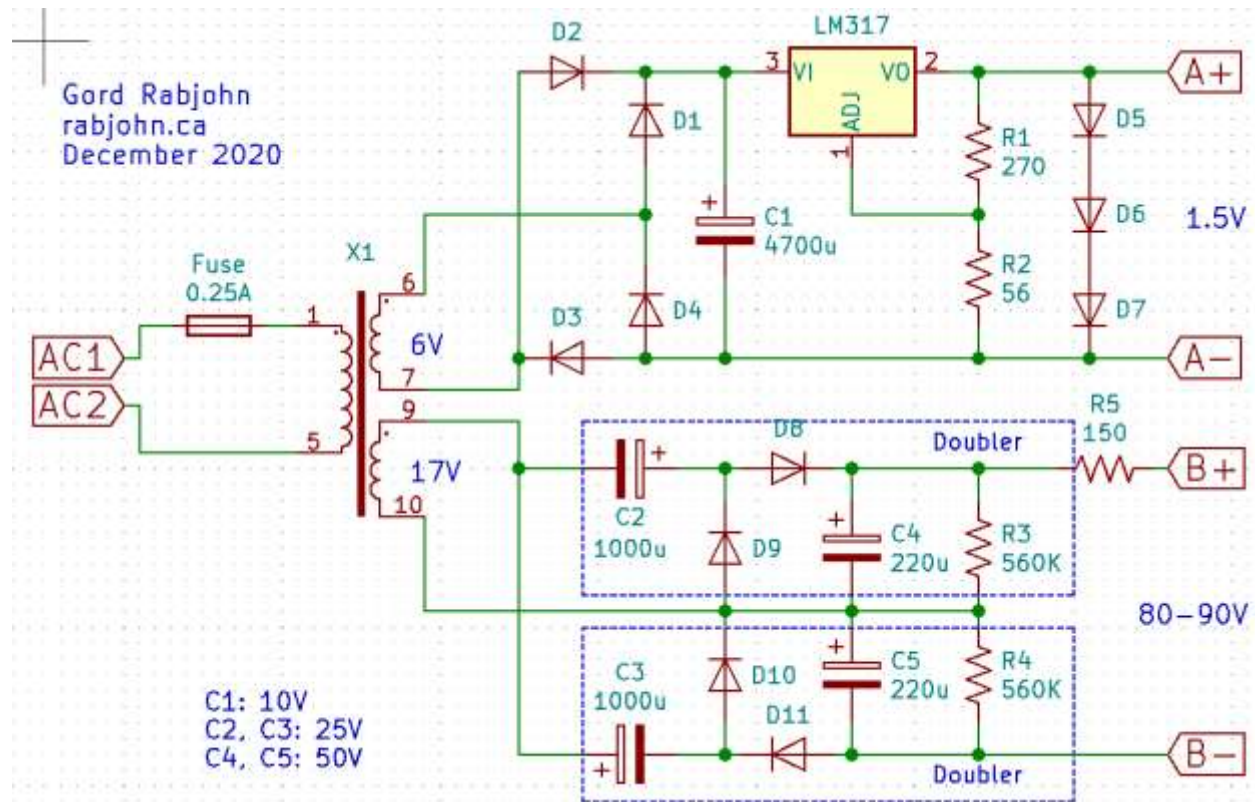 Gord Rabjohn
rabjohn.ca
December 2020
D2
LM317
3
VI
VO
2
ADJ
1
A+
D1
R1
270
D5
C1
4700u
D6
1.5V
R2
56
D7
D3
D4
A-
Fuse
0.25A
X1
AC1
AC2
1
5
6
6V
7
9
17V
10
D8
Doubler
R5
150
B+
C2
1000u
D9
C4
220u
R3
560K
80-90V
C3
1000u
D10
D11
C5
220u
R4
560K
B-
Doubler
C1: 10V
C2, C3: 25V
C4, C5: 50V